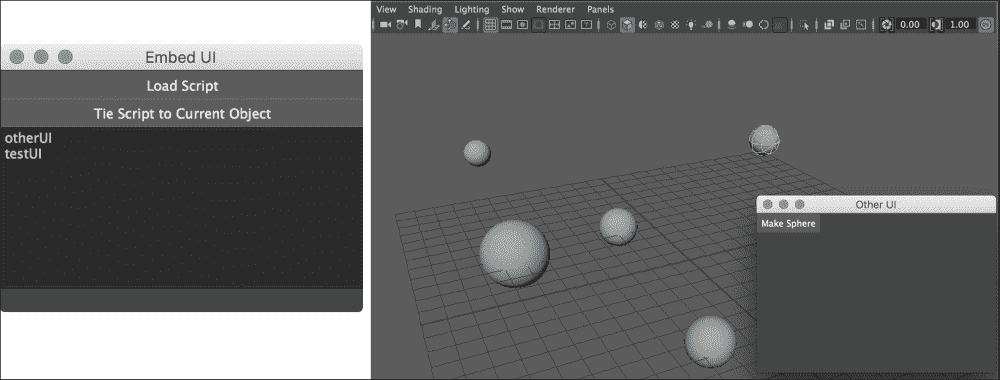 Embed UI
Load Script
Tie Script to Current Object
otherUI
testUI
View Shading Lighting Show Renderer Panels
0.00 1.00
Other UI
Make Sphere